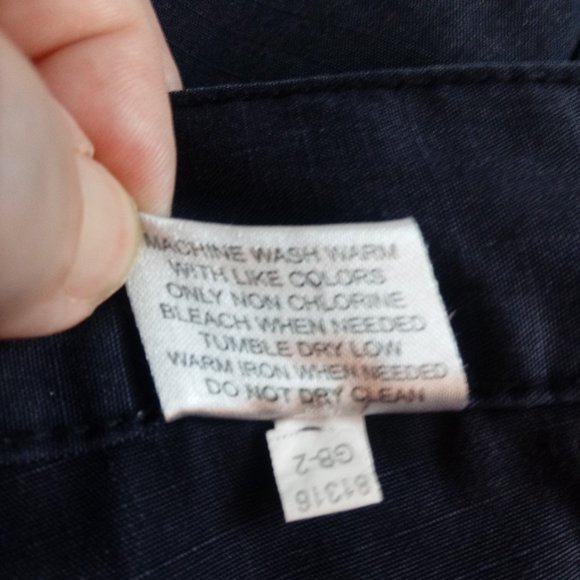 MACHINE WASH WARM
WITH LIKE COLORS
ONLY NON CHLORINE
BLEACH WHEN NEEDED
TUMBLE DRY LOW
WARM IRON WHEN NEEDED
DO NOT DRY CLEAN
GB-2
81316